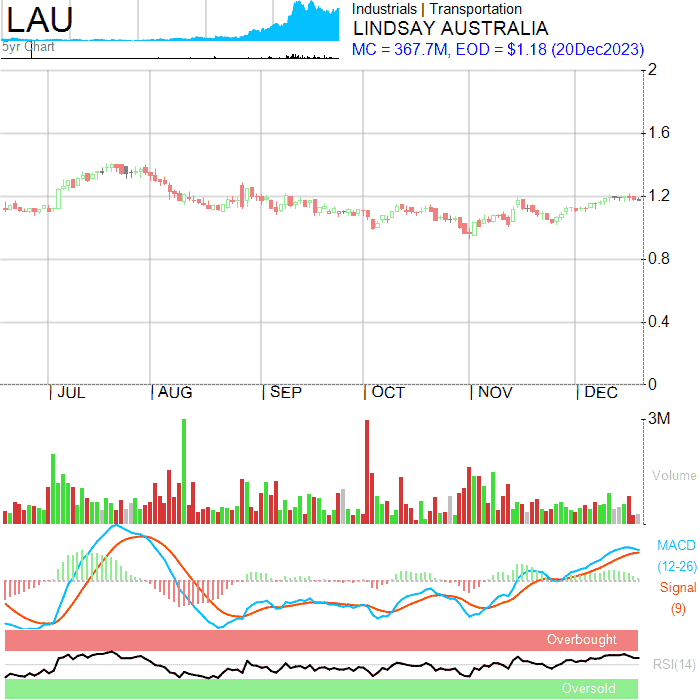 LAU
5yr Chart
Industrials | Transportation
LINDSAY AUSTRALIA
MC = 367.7M, EOD = $1.18 (20Dec2023)
2
1.6
1.2
0.8
0.4
0
| JUL | AUG | SEP | OCT | NOV | DEC
3M
Volume
MACD
(12-26)
Signal
(9)
Overbought
RSI(14)
Oversold